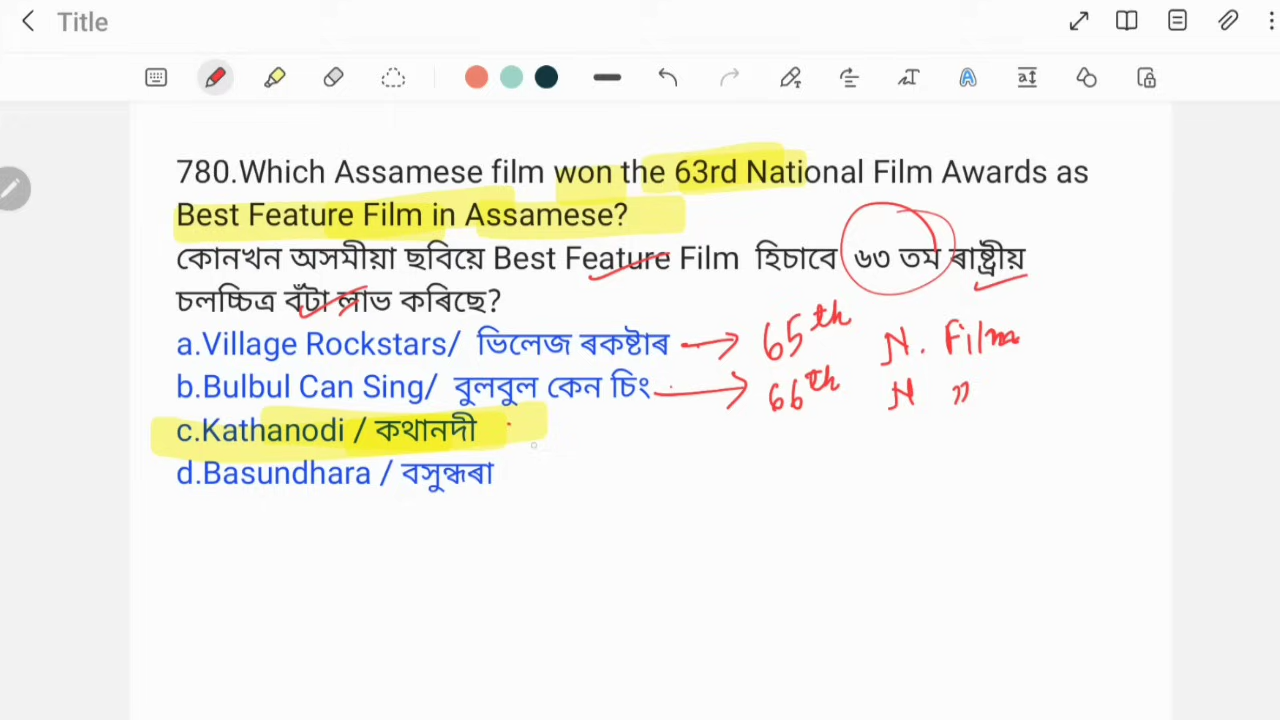 Title
780.Which Assamese film won the 63rd National Film Awards as
Best Feature Film in Assamese?
কোনখন অসমীয়া ছবিয়ে Best Feature Film হিচাবে ৬৩ তম ৰাষ্ট্ৰীয়
চলচ্চিত্ৰ বঁটা লাভ কৰিছে?
a.Village Rockstars/ ভিলেজ ৰকষ্টাৰ → 65th N. Film
b.Bulbul Can Sing/ বুলবুল কেন চিং → 66th N "
c.Kathanodi / কথানদী
d.Basundhara / বসুন্ধৰা